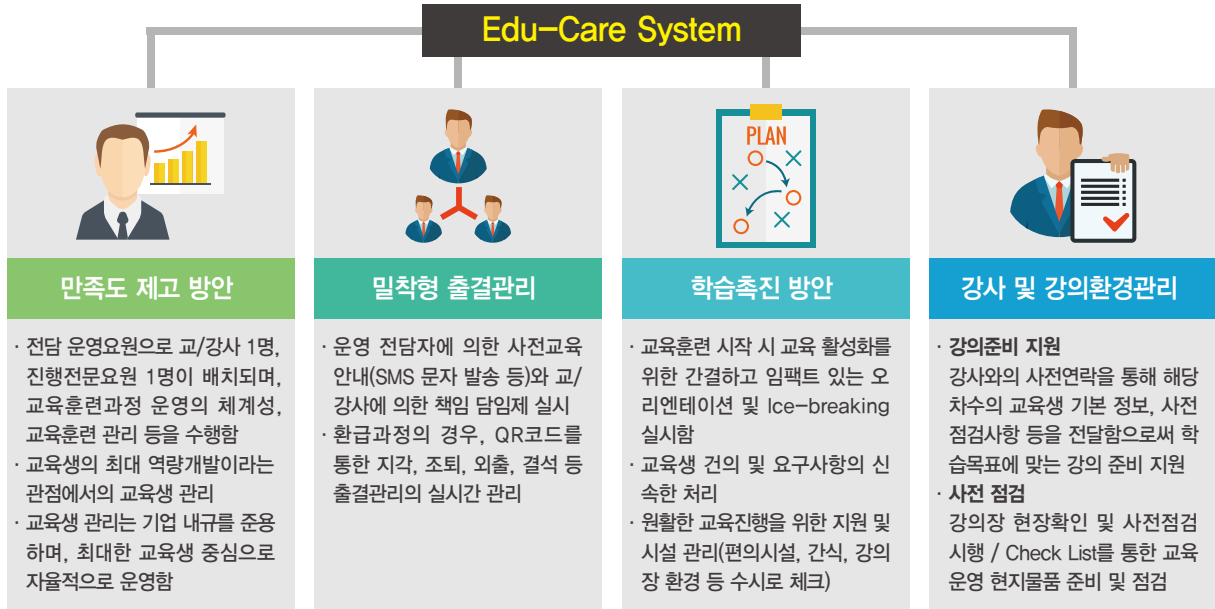 Edu-Care System
PLAN
만족도 제고 방안
· 전담 운영요원으로 교/강사 1명,
진행전문요원 1명이 배치되며,
교육훈련과정 운영의 체계성,
교육훈련 관리 등을 수행함
· 교육생의 최대 역량개발이라는
관점에서의 교육생 관리
· 교육생 관리는 기업 내규를 준용
하며, 최대한 교육생 중심으로
자율적으로 운영함
밀착형 출결관리
· 운영 전담자에 의한 사전교육
안내(SMS 문자 발송 등)와 교/
강사에 의한 책임 담임제 실시
· 환급과정의 경우, QR코드를
통한 지각, 조퇴, 외출, 결석 등
출결관리의 실시간 관리
학습촉진 방안
· 교육훈련 시작 시 교육 활성화를
위한 간결하고 임팩트 있는 오
리엔테이션 및 Ice-breaking
실시함
· 교육생 건의 및 요구사항의 신
속한 처리
· 원활한 교육진행을 위한 지원 및
시설 관리(편의시설, 간식, 강의
장 환경 등 수시로 체크)
강사 및 강의환경관리
· 강의준비 지원
강사와의 사전연락을 통해 해당
차수의 교육생 기본 정보, 사전
점검사항 등을 전달함으로써 학
습목표에 맞는 강의 준비 지원
· 사전 점검
강의장 현장확인 및 사전점검
시행 / Check List를 통한 교육
운영 현지물품 준비 및 점검